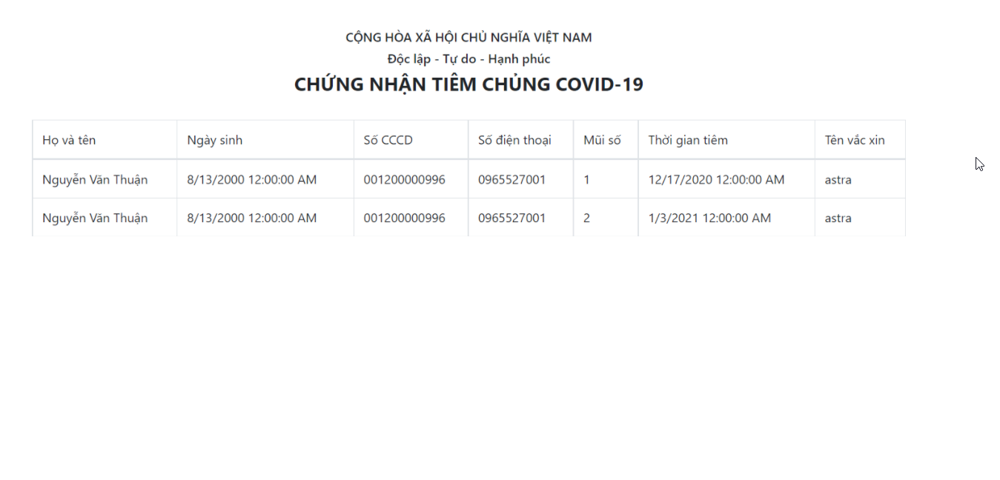 CỘNG HÒA XÃ HỘI CHỦ NGHĨA VIỆT NAM
Độc lập - Tự do - Hạnh phúc
CHỨNG NHẬN TIÊM CHỦNG COVID-19
Họ và tên Ngày sinh Số CCCD Số điện thoại Mũi số Thời gian tiêm Tên vắc xin
Nguyễn Văn Thuận 8/13/2000 12:00:00 AM 001200000996 0965527001 1 12/17/2020 12:00:00 AM astra
Nguyễn Văn Thuận 8/13/2000 12:00:00 AM 001200000996 0965527001 2 1/3/2021 12:00:00 AM astra